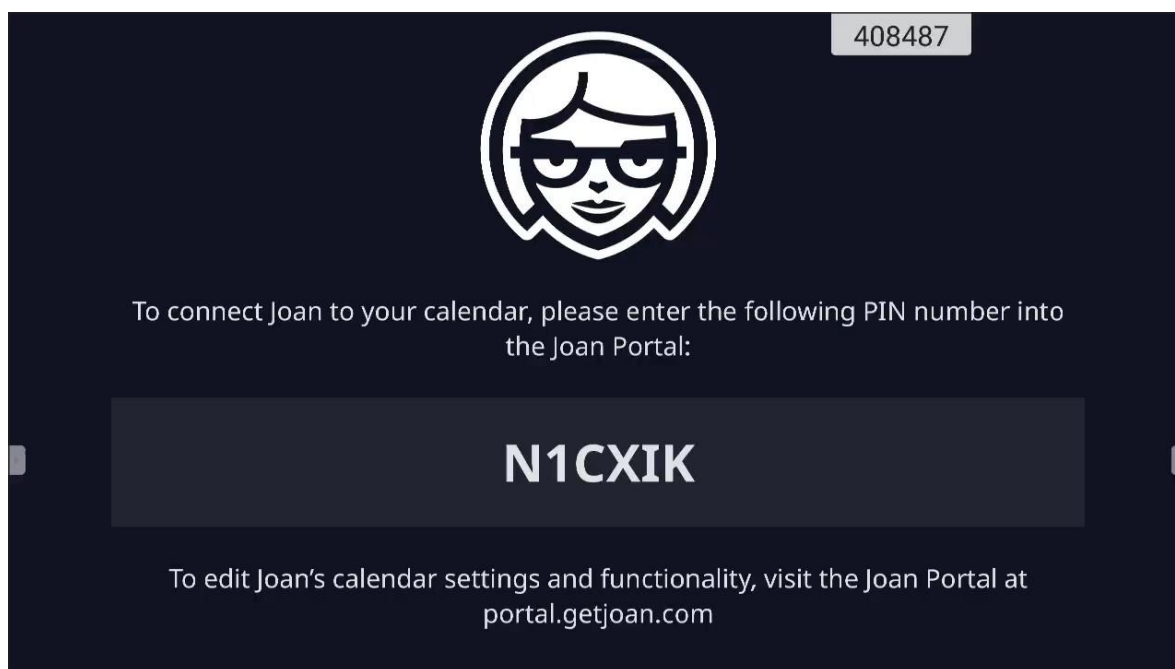 408487
To connect Joan to your calendar, please enter the following PIN number into
the Joan Portal:
N1CXIK
To edit Joan’s calendar settings and functionality, visit the Joan Portal at
portal.getjoan.com